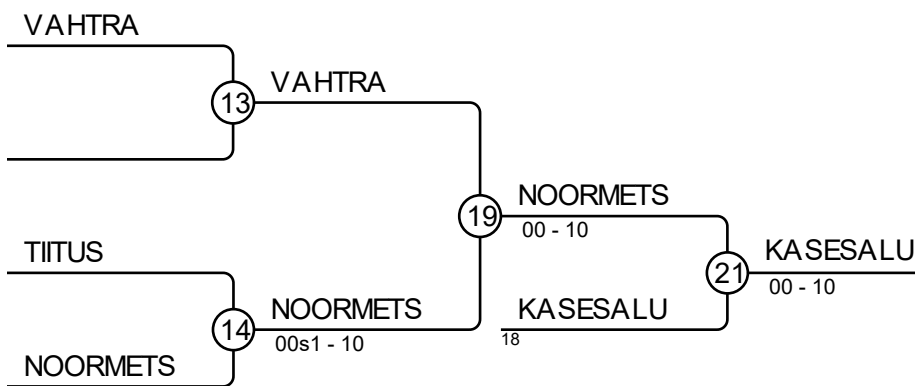 VAHTRA
VAHTRA
13
NOORMETS
19
00 - 10
TIITUS
KASESALU
21
00 - 10
NOORMETS
KASESALU
14
00s1 - 10
18
NOORMETS